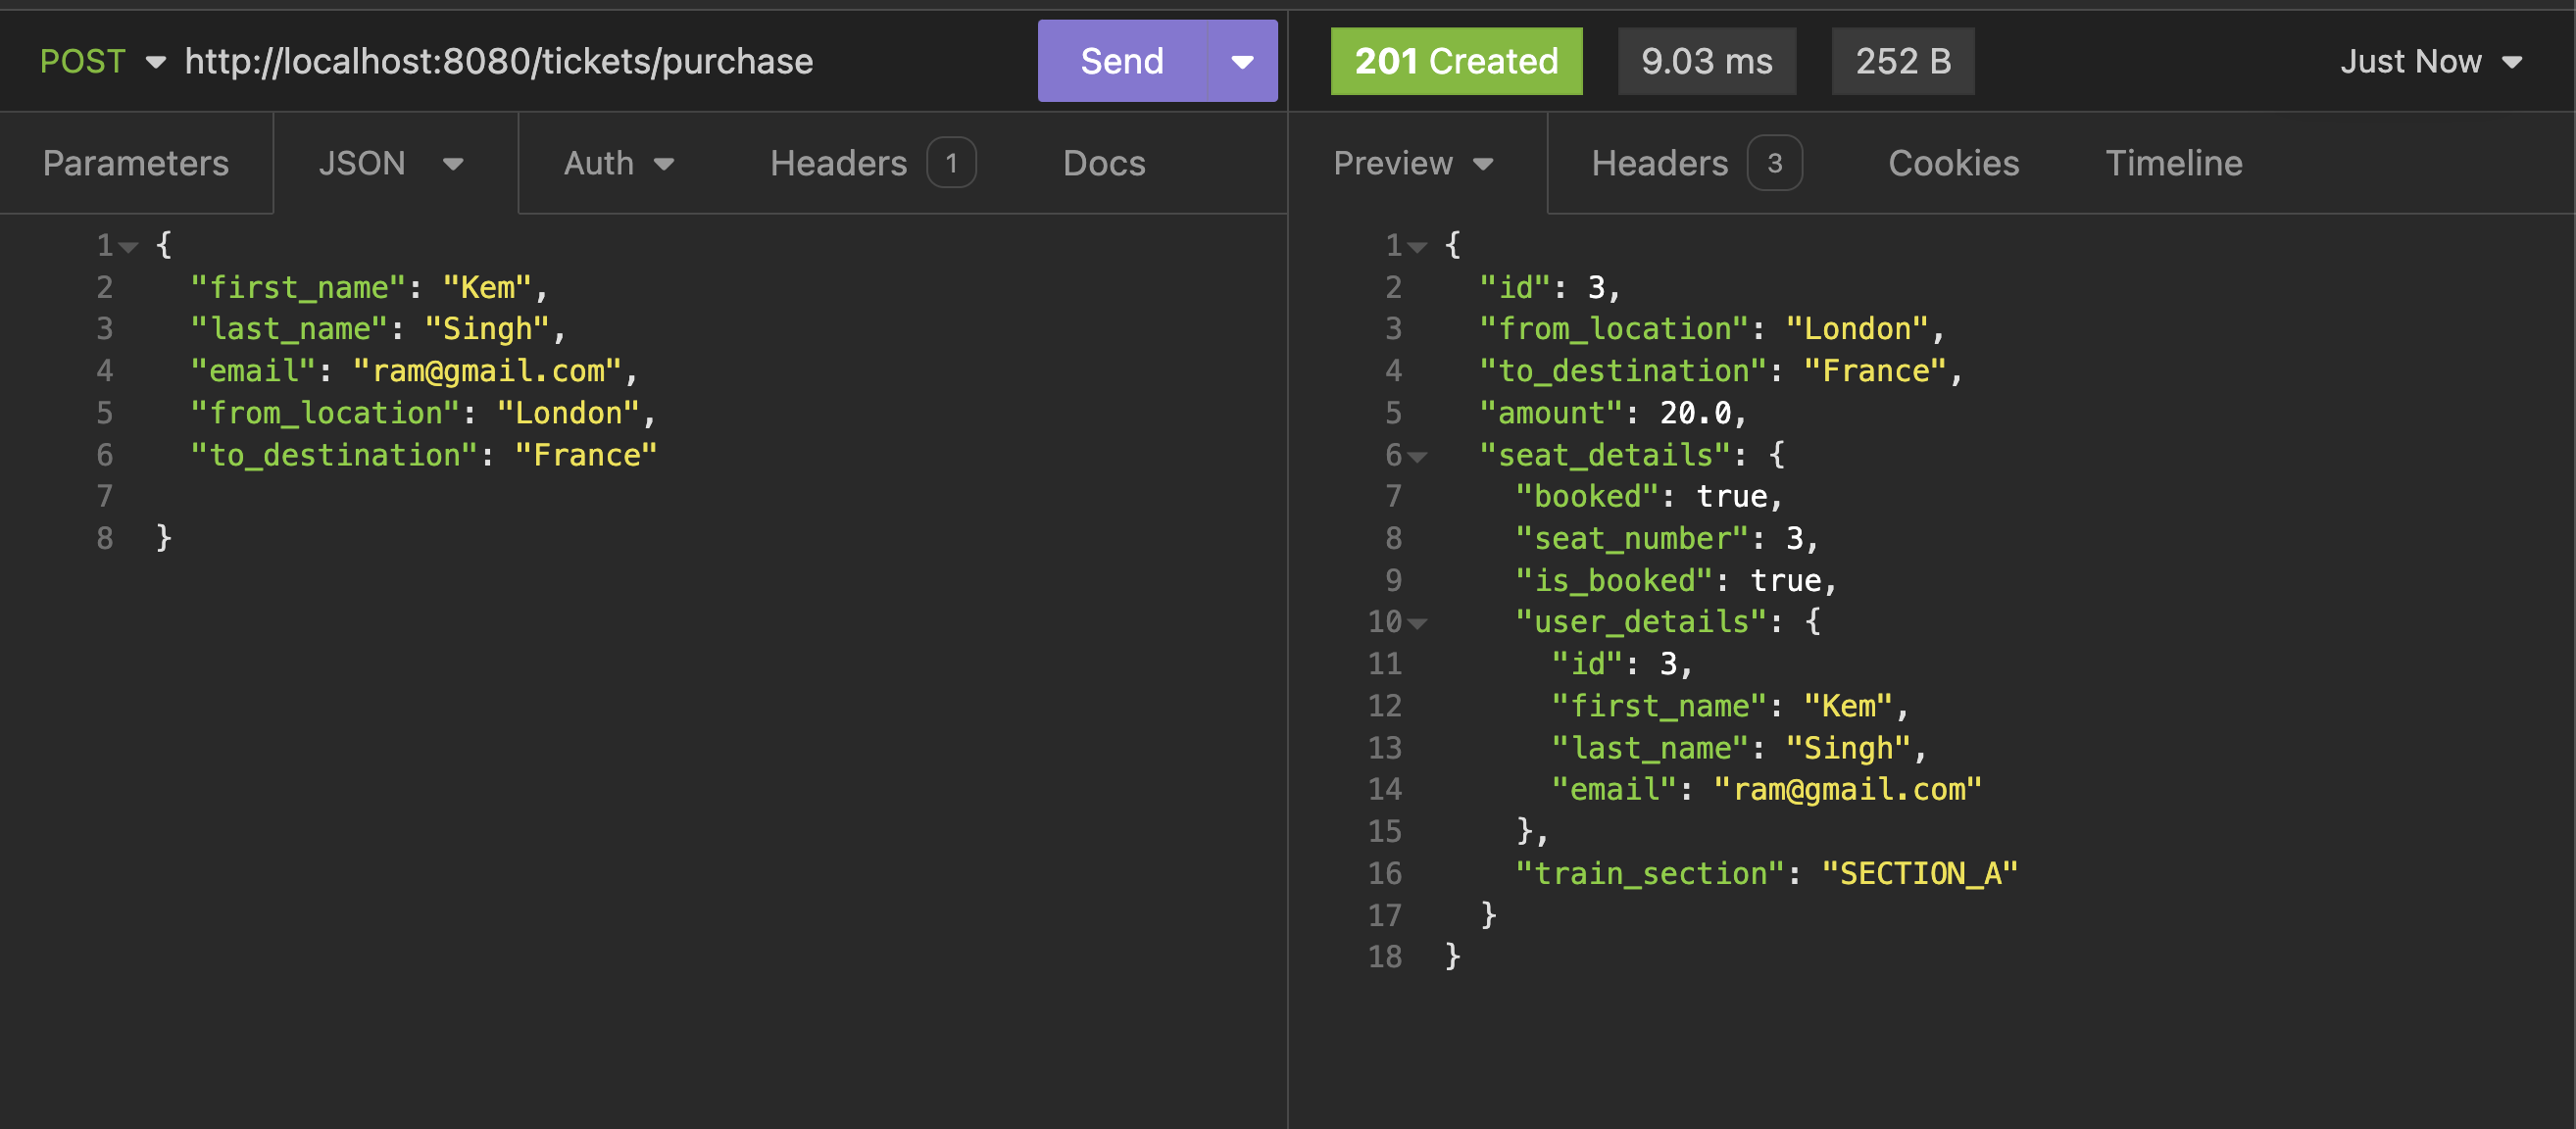 POST http://localhost:8080/tickets/purchase Send
201 Created 9.03 ms 252 B Just Now
Parameters JSON Auth Headers 1 Docs
Preview Headers 3 Cookies Timeline
1 {
2 "first_name": "Kem",
3 "last_name": "Singh",
4 "email": "ram@gmail.com",
5 "from_location": "London",
6 "to_destination": "France"
7
8 }
1 {
2 "id": 3,
3 "from_location": "London",
4 "to_destination": "France",
5 "amount": 20.0,
6 "seat_details": {
7 "booked": true,
8 "seat_number": 3,
9 "is_booked": true,
10 "user_details": {
11 "id": 3,
12 "first_name": "Kem",
13 "last_name": "Singh",
14 "email": "ram@gmail.com"
15 },
16 "train_section": "SECTION_A"
17 }
18 }